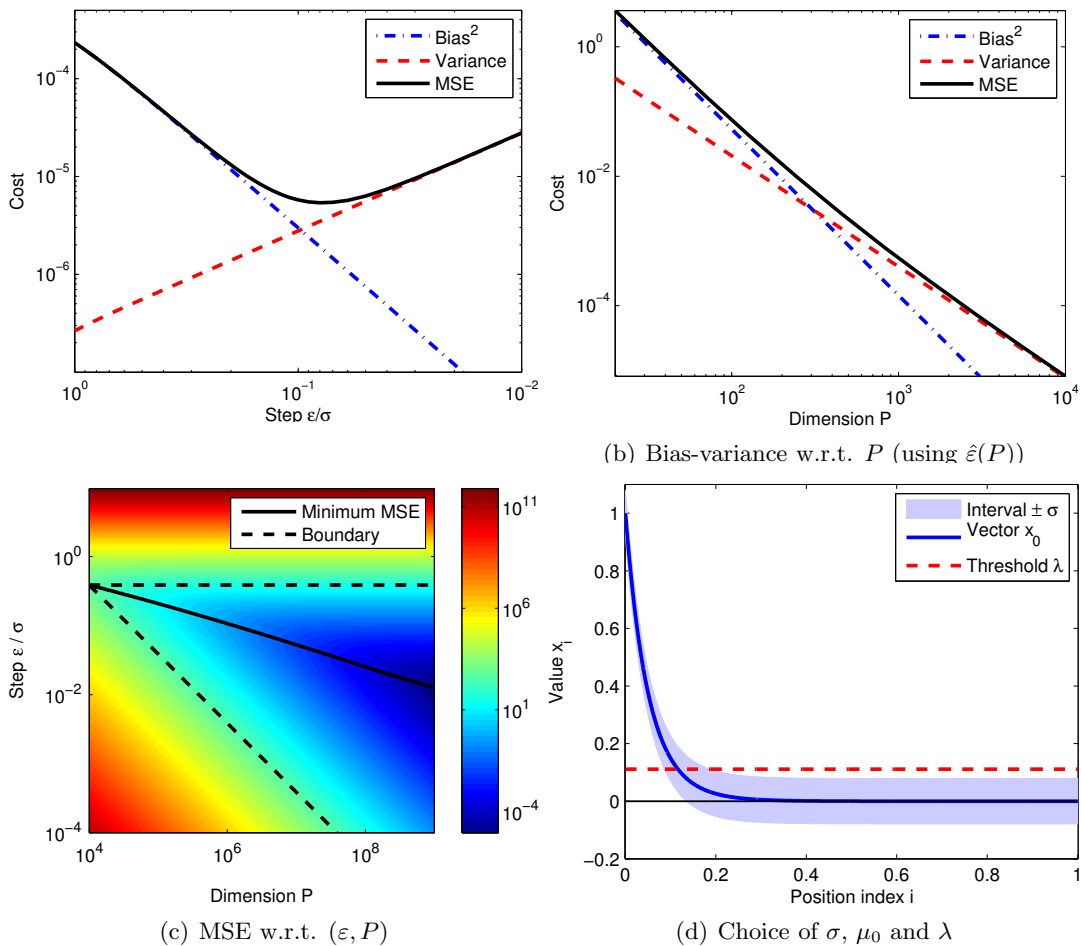 Bias²
Variance
MSE
10⁻⁴
10⁻⁵
10⁻⁶
Cost
10⁰
10⁻¹
10⁻²
Step ε/σ
Bias²
Variance
MSE
10⁰
10⁻²
10⁻⁴
Cost
10²
10³
10⁴
Dimension P
(b) Bias-variance w.r.t. P (using ε̂(P))
Minimum MSE
Boundary
10⁰
10⁻²
10⁻⁴
Step ε / σ
10⁴
10⁶
10⁸
Dimension P
10¹¹
10⁶
10¹
10⁻⁴
(c) MSE w.r.t. (ε, P)
Interval ± σ
Vector x₀
Threshold λ
1
0.8
0.6
0.4
0.2
0
−0.2
Value xᵢ
0
0.2
0.4
0.6
0.8
1
Position index i
(d) Choice of σ, μ₀ and λ